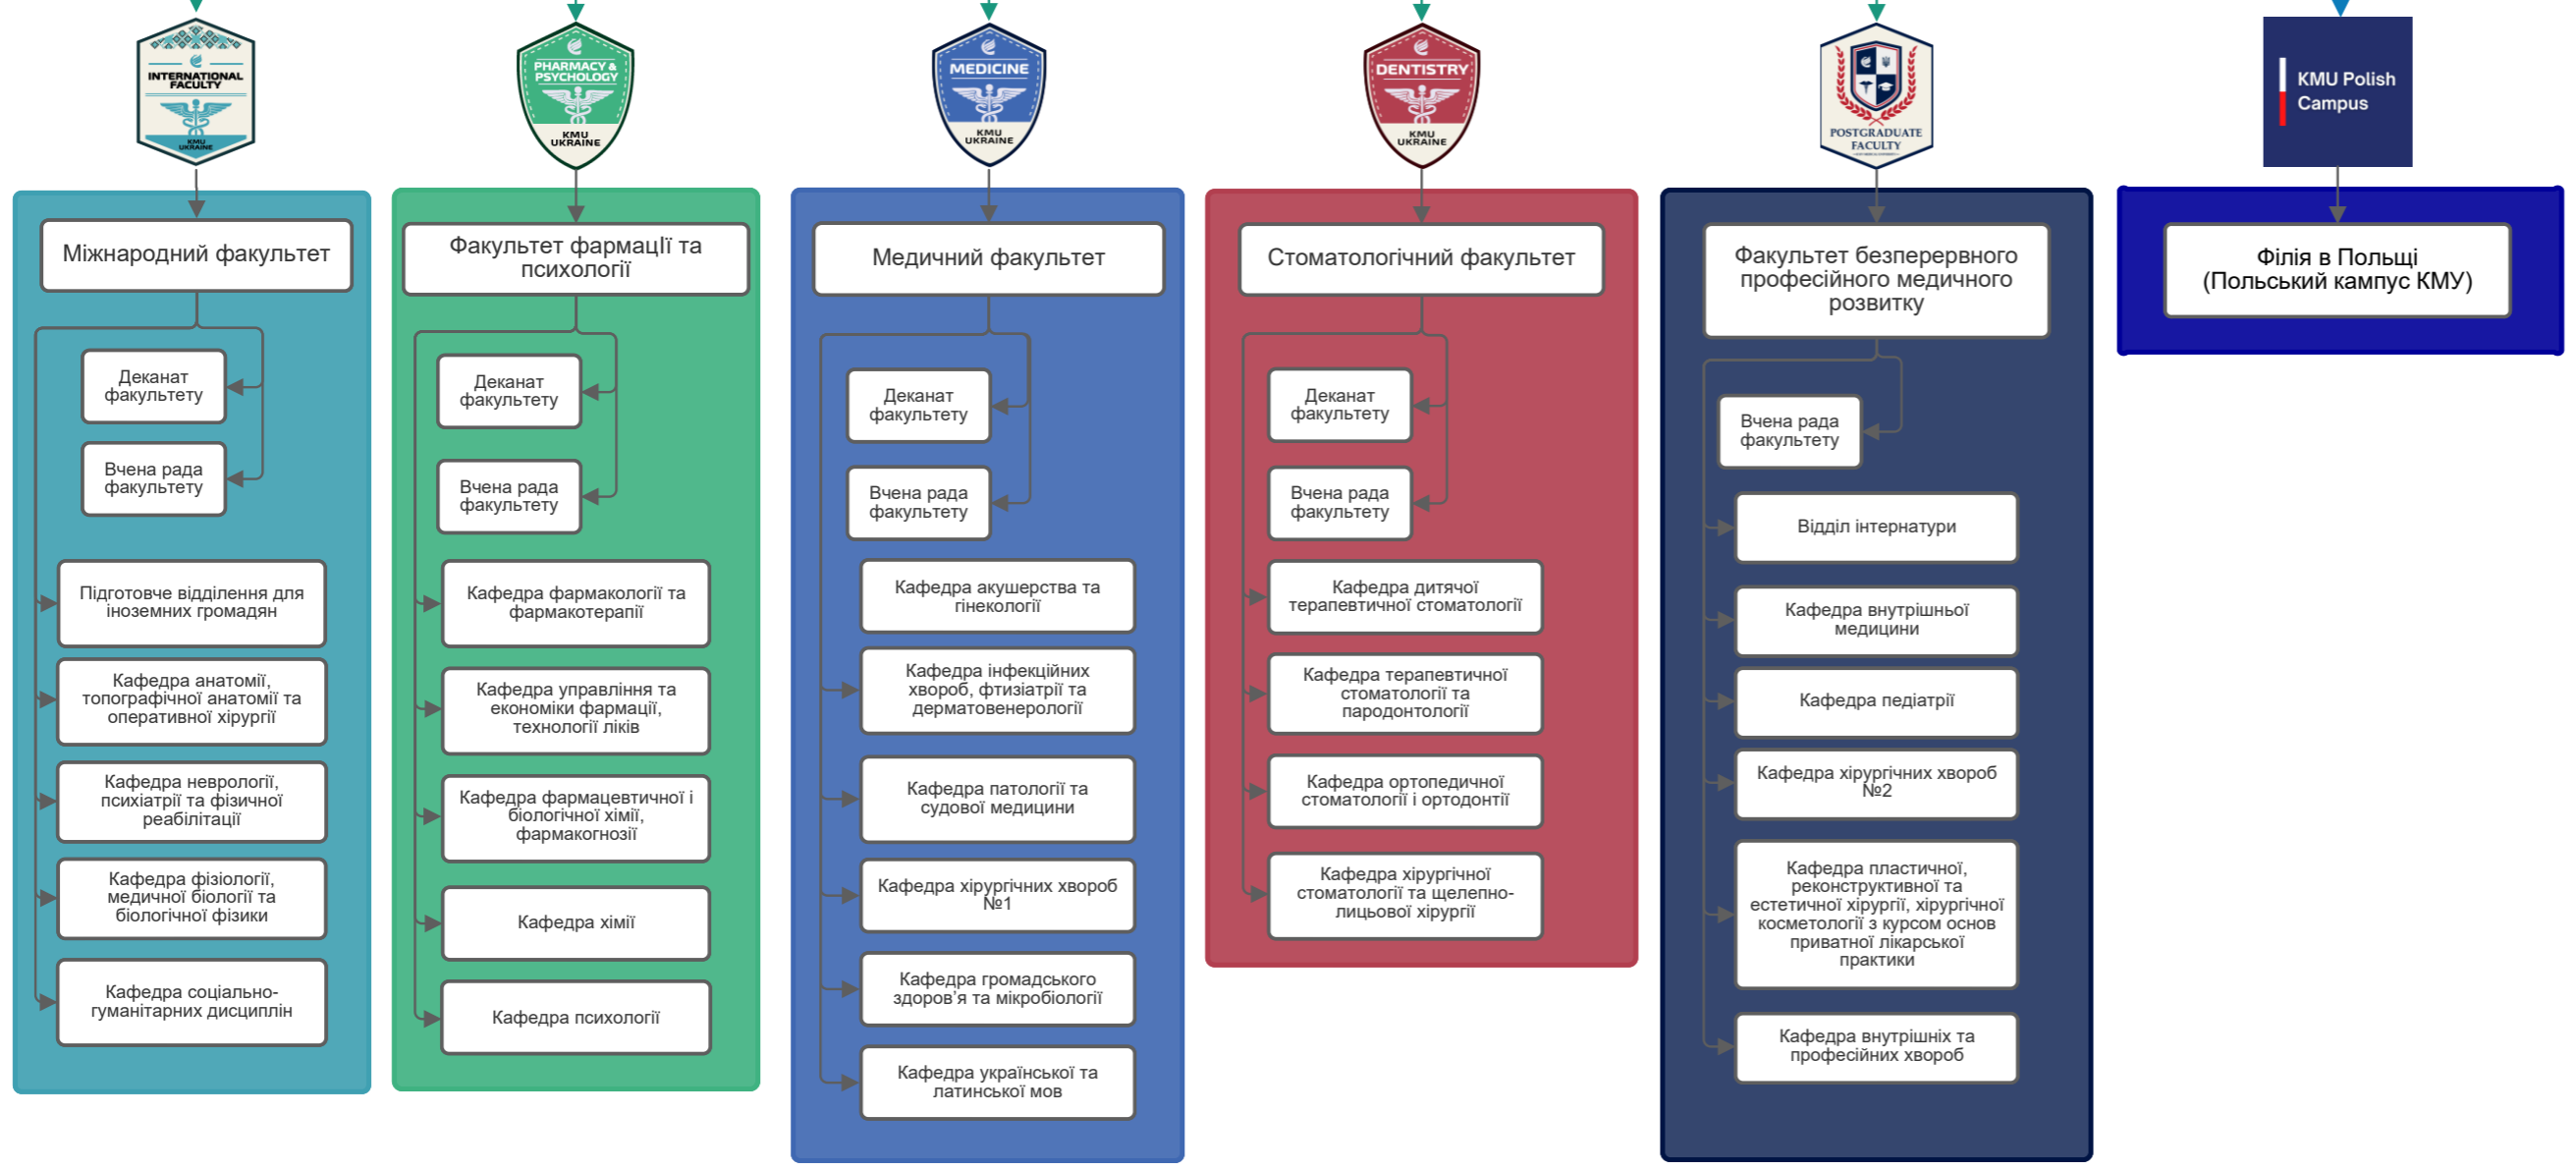 INTERNATIONAL
FACULTY
KMU
UKRAINE
Міжнародний факультет
Деканат
факультету
Вчена рада
факультету
Підготовче відділення для
іноземних громадян
Кафедра анатомії,
топографічної анатомії та
оперативної хірургії
Кафедра неврології,
психіатрії та фізичної
реабілітації
Кафедра фізіології,
медичної біології та
біологічної фізики
Кафедра соціально-
гуманітарних дисциплін
PHARMACY &
PSYCHOLOGY
KMU
UKRAINE
Факультет фармації та
психології
Деканат
факультету
Вчена рада
факультету
Кафедра фармакології та
фармакотерапії
Кафедра управління та
економіки фармації,
технології ліків
Кафедра фармацевтичної і
біологічної хімії,
фармакогнозії
Кафедра хімії
Кафедра психології
MEDICINE
KMU
UKRAINE
Медичний факультет
Деканат
факультету
Вчена рада
факультету
Кафедра акушерства та
гінекології
Кафедра інфекційних
хвороб, фтизіатрії та
дерматовенерології
Кафедра патології та
судової медицини
Кафедра хірургічних хвороб
№1
Кафедра громадського
здоров’я та мікробіології
Кафедра української та
латинської мов
DENTISTRY
KMU
UKRAINE
Стоматологічний факультет
Деканат
факультету
Вчена рада
факультету
Кафедра дитячої
терапевтичної стоматології
Кафедра терапевтичної
стоматології та
пародонтології
Кафедра ортопедичної
стоматології і ортодонтії
Кафедра хірургічної
стоматології та щелепно-
лицьової хірургії
POSTGRADUATE
FACULTY
Факультет безперервного
професійного медичного
розвитку
Вчена рада
факультету
Відділ інтернатури
Кафедра внутрішньої
медицини
Кафедра педіатрії
Кафедра хірургічних хвороб
№2
Кафедра пластичної,
реконструктивної та
естетичної хірургії, хірургічної
косметології з курсом основ
приватної лікарської
практики
Кафедра внутрішніх та
професійних хвороб
KMU Polish
Campus
Філія в Польщі
(Польський кампус КМУ)